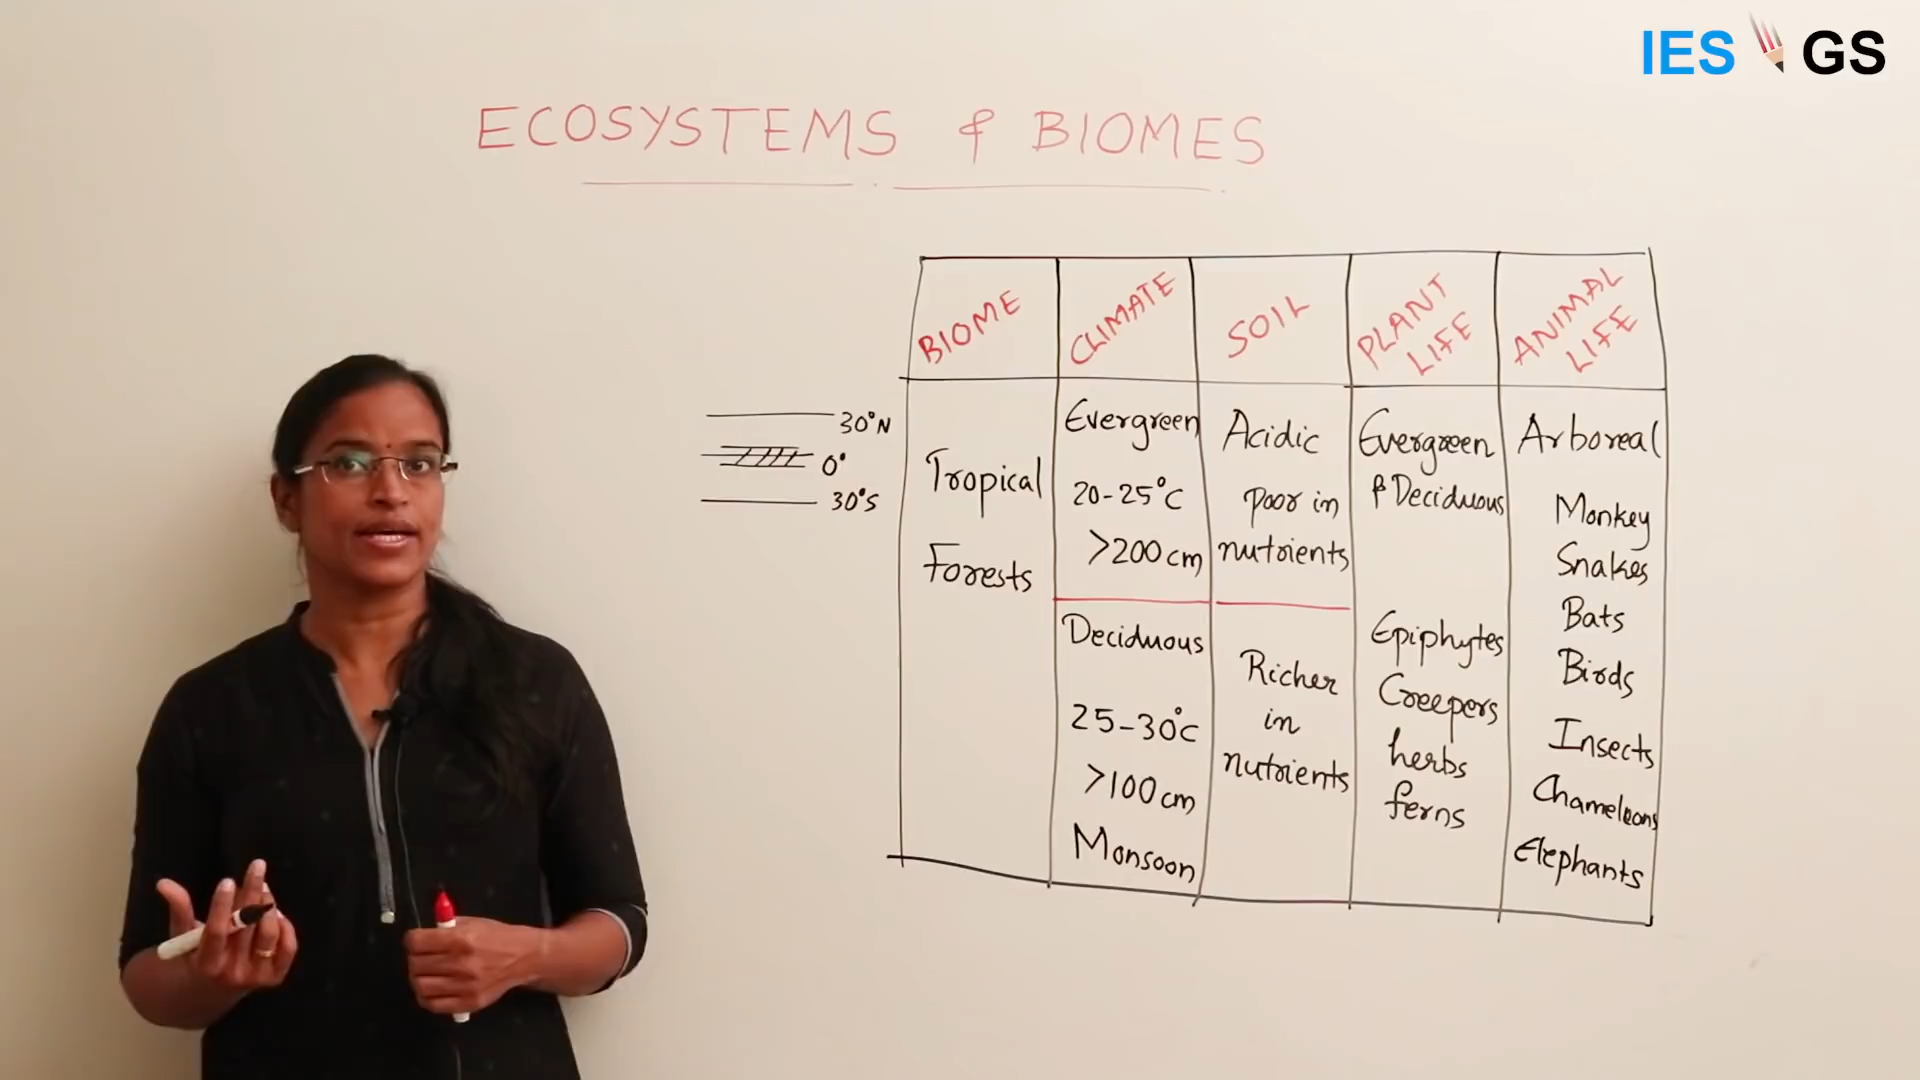 IES GS
ECOSYSTEMS & BIOMES
BIOME
CLIMATE
SOIL
PLANT
LIFE
ANIMAL
LIFE
30°N
0°
30°S
Tropical
Forests
Evergreen
20-25°C
>200 cm
Deciduous
25-30°C
>100 cm
Monsoon
Acidic
poor in
nutrients
Richer
in
nutrients
Evergreen
& Deciduous
Epiphytes
Creepers
herbs
ferns
Arboreal
Monkey
Snakes
Bats
Birds
Insects
Chameleons
Elephants